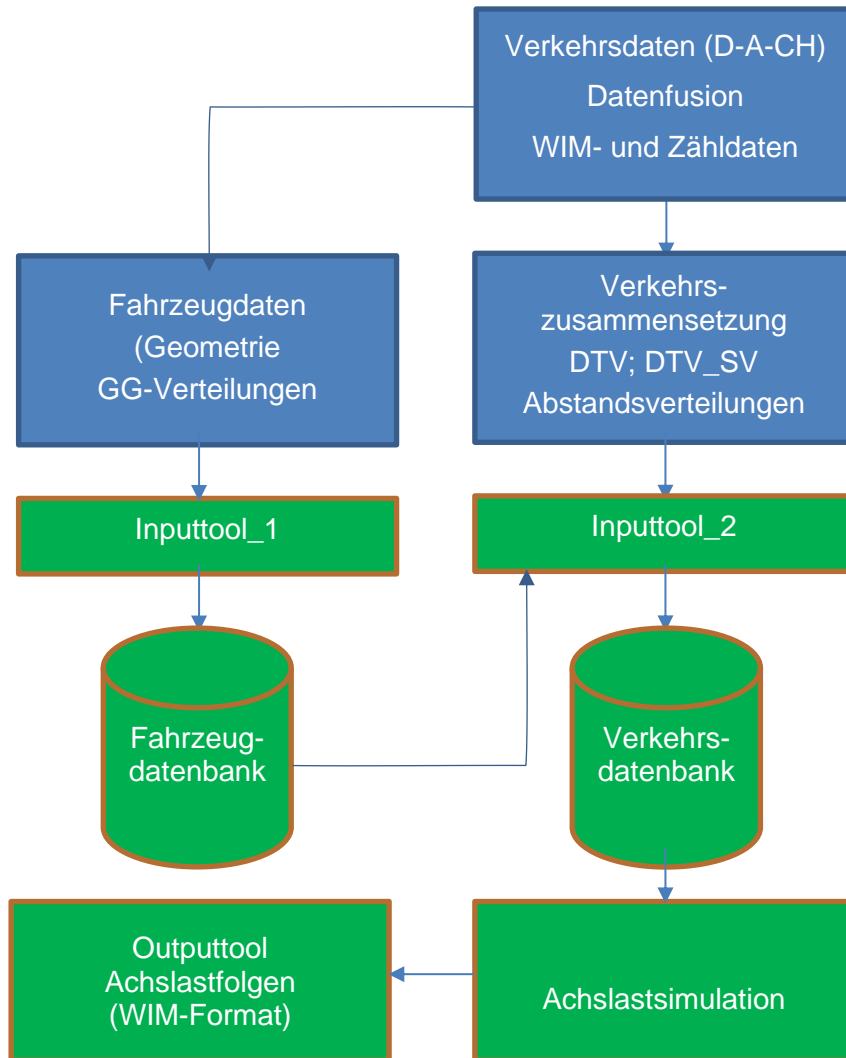 Verkehrsdaten (D-A-CH)
Datenfusion
WIM- und Zähldaten
Fahrzeugdaten
(Geometrie
GG-Verteilungen
Verkehrs-
zusammensetzung
DTV; DTV_SV
Abstandsverteilungen
Inputtool_1
Inputtool_2
Fahrzeug-
datenbank
Verkehrs-
datenbank
Outputtool
Achslastfolgen
(WIM-Format)
Achslastsimulation